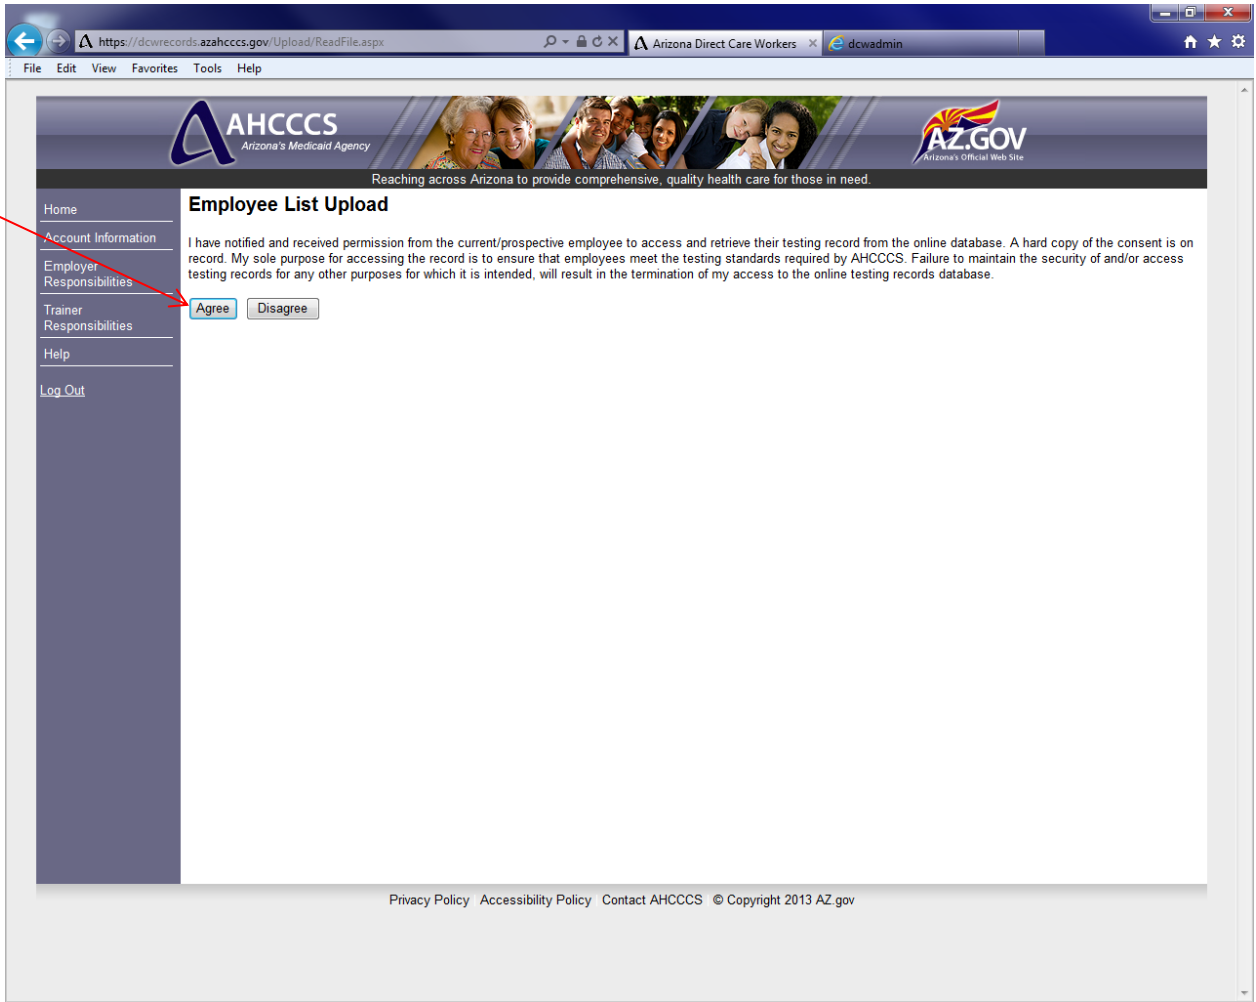 https://dcwrecords.azahcccs.gov/Upload/ReadFile.aspx
Arizona Direct Care Workers
dcwadmin
File Edit View Favorites Tools Help
AHCCCS
Arizona's Medicaid Agency
AZ.GOV
Arizona's Official Web Site
Reaching across Arizona to provide comprehensive, quality health care for those in need.
Home
Account Information
Employer
Responsibilities
Trainer
Responsibilities
Help
Log Out
Employee List Upload
I have notified and received permission from the current/prospective employee to access and retrieve their testing record from the online database. A hard copy of the consent is on
record. My sole purpose for accessing the record is to ensure that employees meet the testing standards required by AHCCCS. Failure to maintain the security of and/or access
testing records for any other purposes for which it is intended, will result in the termination of my access to the online testing records database.
Agree Disagree
Privacy Policy Accessibility Policy Contact AHCCCS © Copyright 2013 AZ.gov